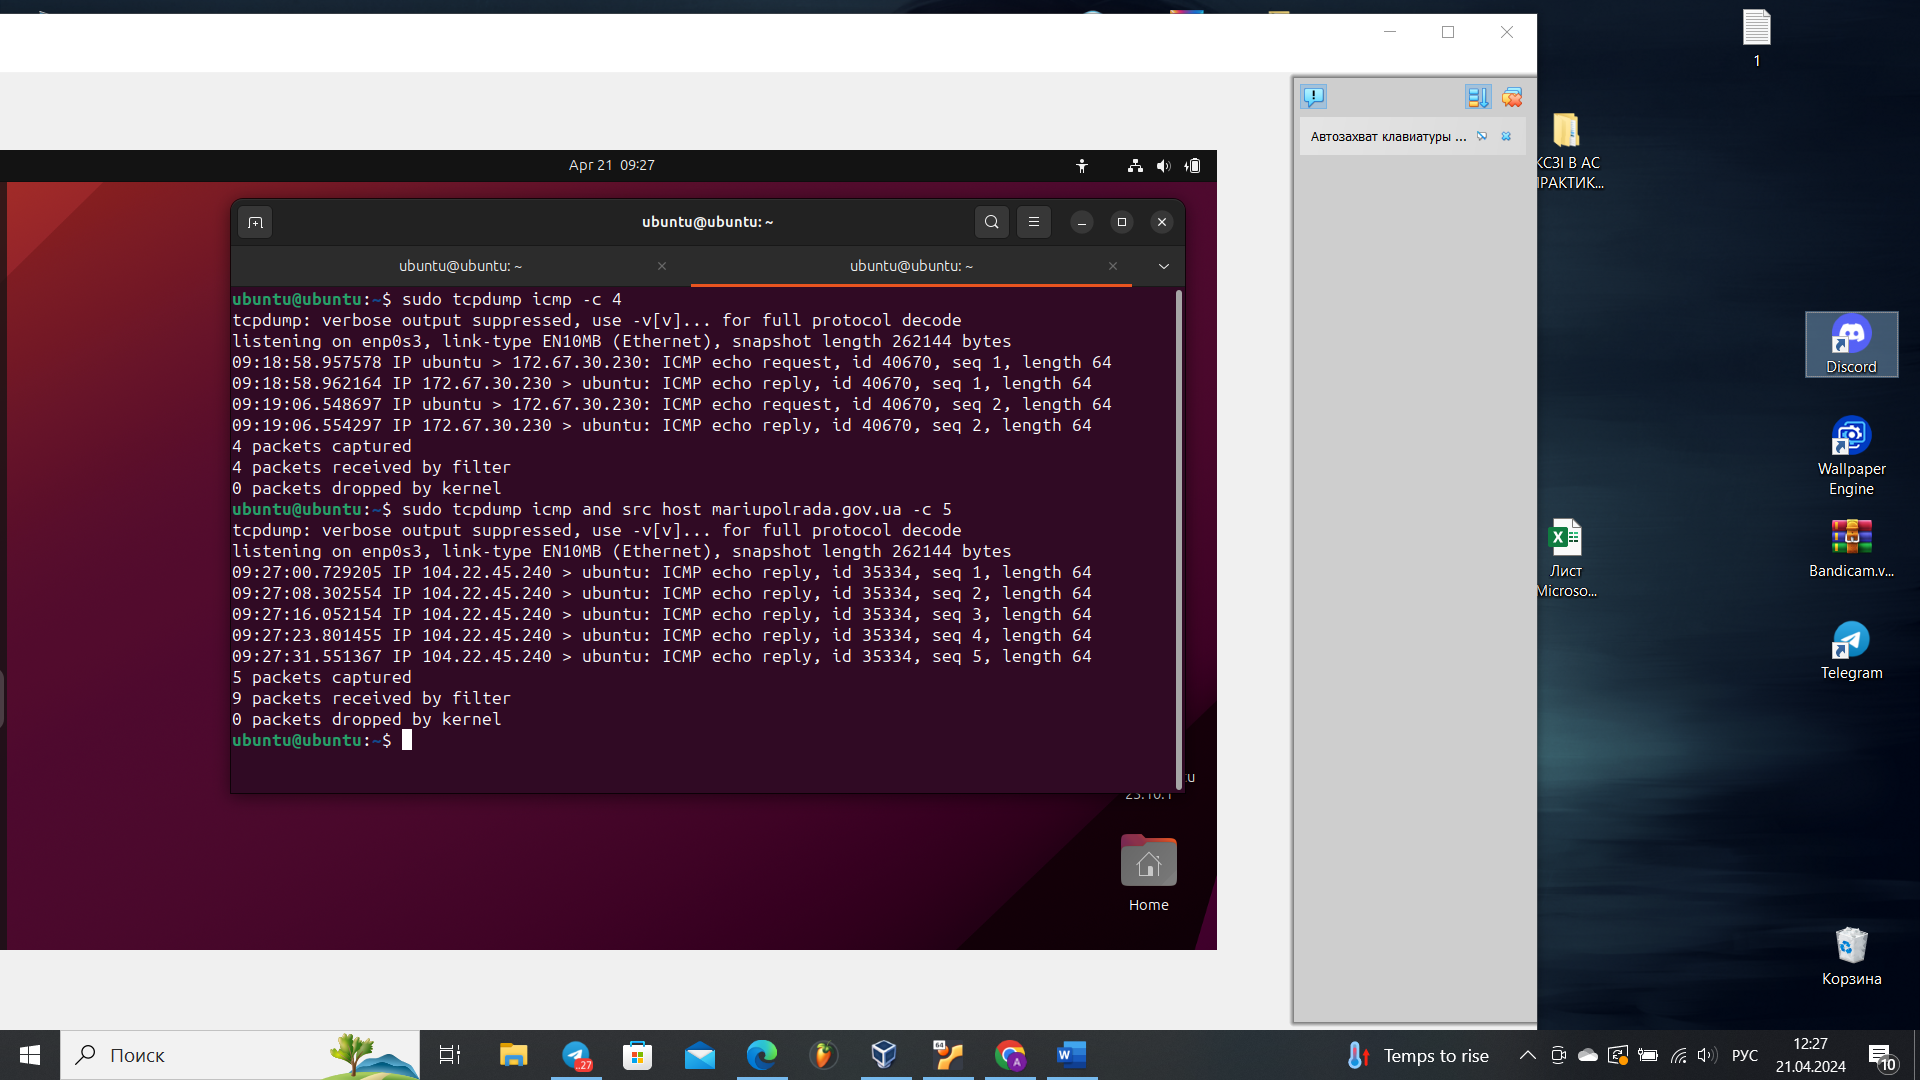 1
Автозахват клавиатуры ...
КСЗІ В АС
ПРАКТИК...
Apr 21 09:27
ubuntu@ubuntu: ~
ubuntu@ubuntu: ~
ubuntu@ubuntu: ~
ubuntu@ubuntu:~$ sudo tcpdump icmp -c 4
tcpdump: verbose output suppressed, use -v[v]... for full protocol decode
listening on enp0s3, link-type EN10MB (Ethernet), snapshot length 262144 bytes
09:18:58.957578 IP ubuntu > 172.67.30.230: ICMP echo request, id 40670, seq 1, length 64
09:18:58.962164 IP 172.67.30.230 > ubuntu: ICMP echo reply, id 40670, seq 1, length 64
09:19:06.548697 IP ubuntu > 172.67.30.230: ICMP echo request, id 40670, seq 2, length 64
09:19:06.554297 IP 172.67.30.230 > ubuntu: ICMP echo reply, id 40670, seq 2, length 64
4 packets captured
4 packets received by filter
0 packets dropped by kernel
ubuntu@ubuntu:~$ sudo tcpdump icmp and src host mariupolrada.gov.ua -c 5
tcpdump: verbose output suppressed, use -v[v]... for full protocol decode
listening on enp0s3, link-type EN10MB (Ethernet), snapshot length 262144 bytes
09:27:00.729205 IP 104.22.45.240 > ubuntu: ICMP echo reply, id 35334, seq 1, length 64
09:27:08.302554 IP 104.22.45.240 > ubuntu: ICMP echo reply, id 35334, seq 2, length 64
09:27:16.052154 IP 104.22.45.240 > ubuntu: ICMP echo reply, id 35334, seq 3, length 64
09:27:23.801455 IP 104.22.45.240 > ubuntu: ICMP echo reply, id 35334, seq 4, length 64
09:27:31.551367 IP 104.22.45.240 > ubuntu: ICMP echo reply, id 35334, seq 5, length 64
5 packets captured
9 packets received by filter
0 packets dropped by kernel
ubuntu@ubuntu:~$
Home
Discord
Wallpaper
Engine
Лист
Microso...
Bandicam.v...
Telegram
Корзина
Поиск
..27
64
A
W
Temps to rise
РУС
12:27
21.04.2024
10